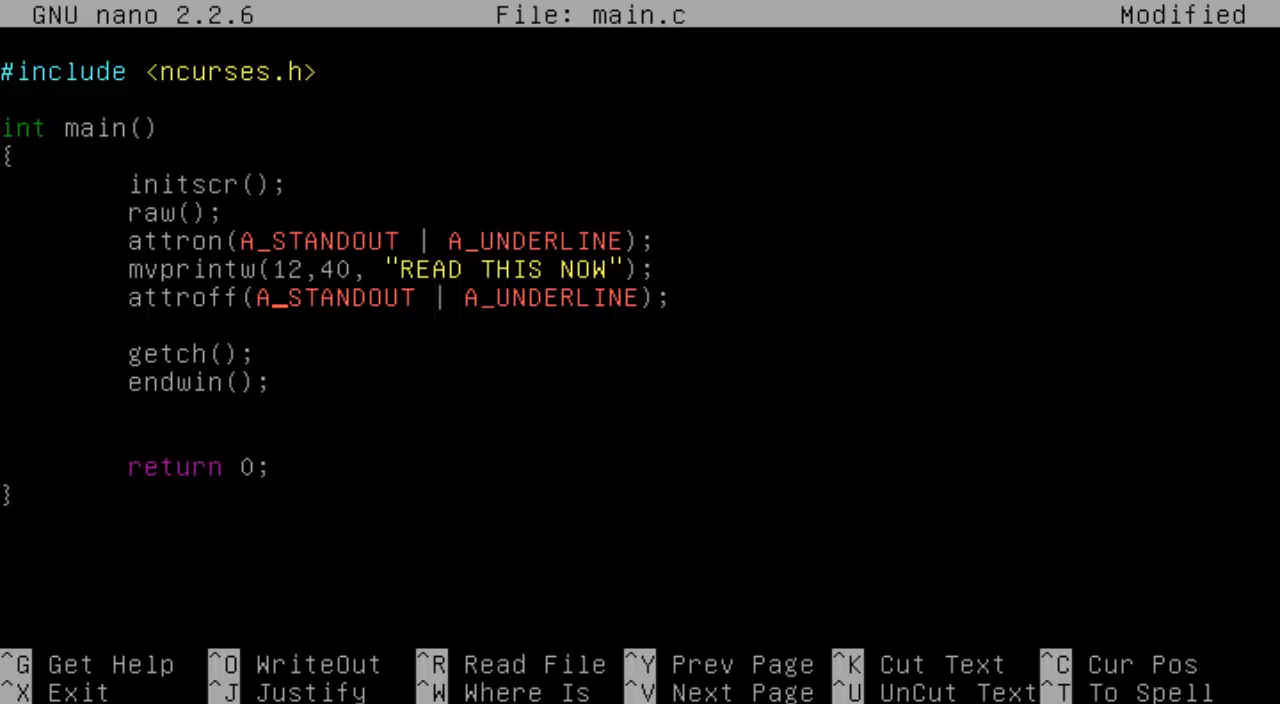 GNU nano 2.2.6 File: main.c Modified
#include <ncurses.h>
int main()
{
initscr();
raw();
attron(A_STANDOUT | A_UNDERLINE);
mvprintw(12,40, "READ THIS NOW");
attroff(A_STANDOUT | A_UNDERLINE);
getch();
endwin();
return 0;
}
^G Get Help ^O WriteOut ^R Read File ^Y Prev Page ^K Cut Text ^C Cur Pos
^X Exit ^J Justify ^W Where Is ^V Next Page ^U UnCut Text ^T To Spell